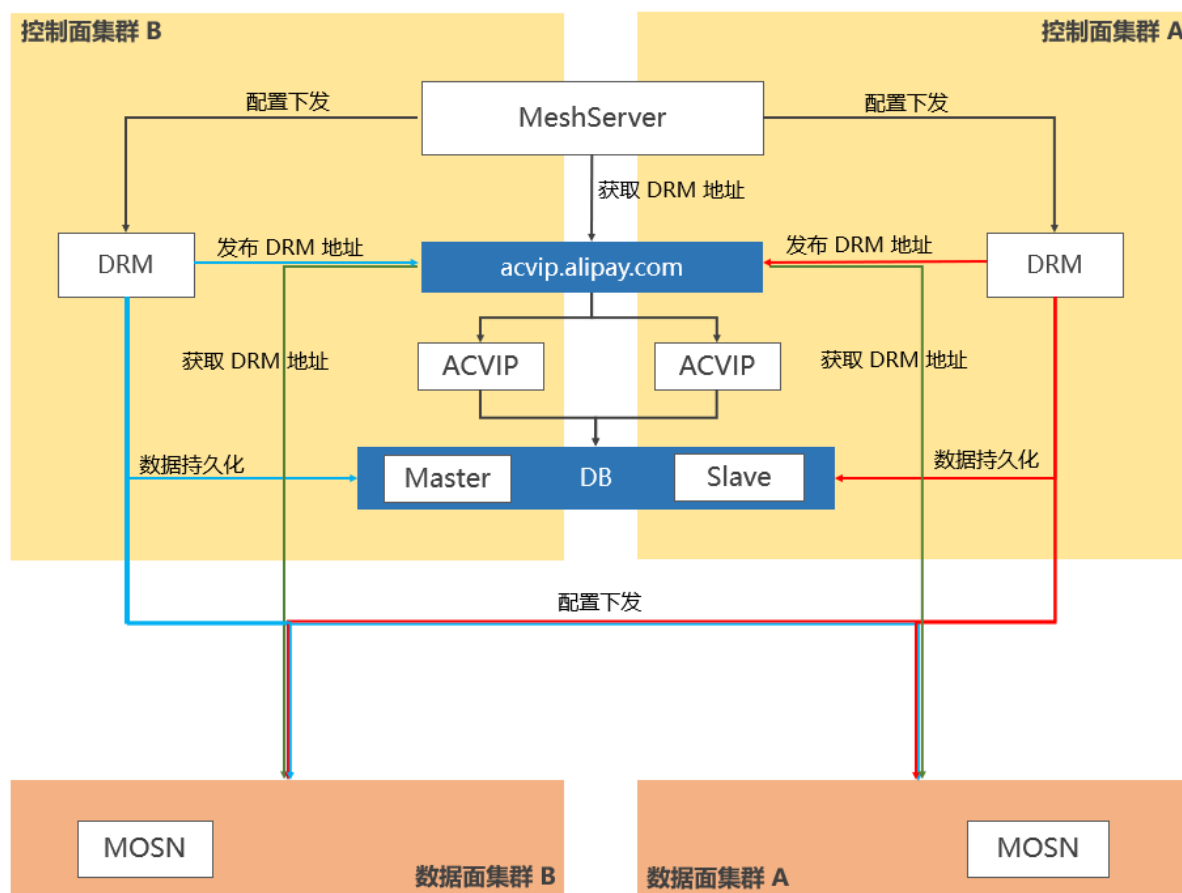 控制面集群 B
控制面集群 A
配置下发
MeshServer
配置下发
获取 DRM 地址
DRM
发布 DRM 地址
acvip.alipay.com
发布 DRM 地址
DRM
获取 DRM 地址
ACVIP
ACVIP
获取 DRM 地址
数据持久化
Master
DB
Slave
数据持久化
配置下发
MOSN
数据面集群 B
数据面集群 A
MOSN